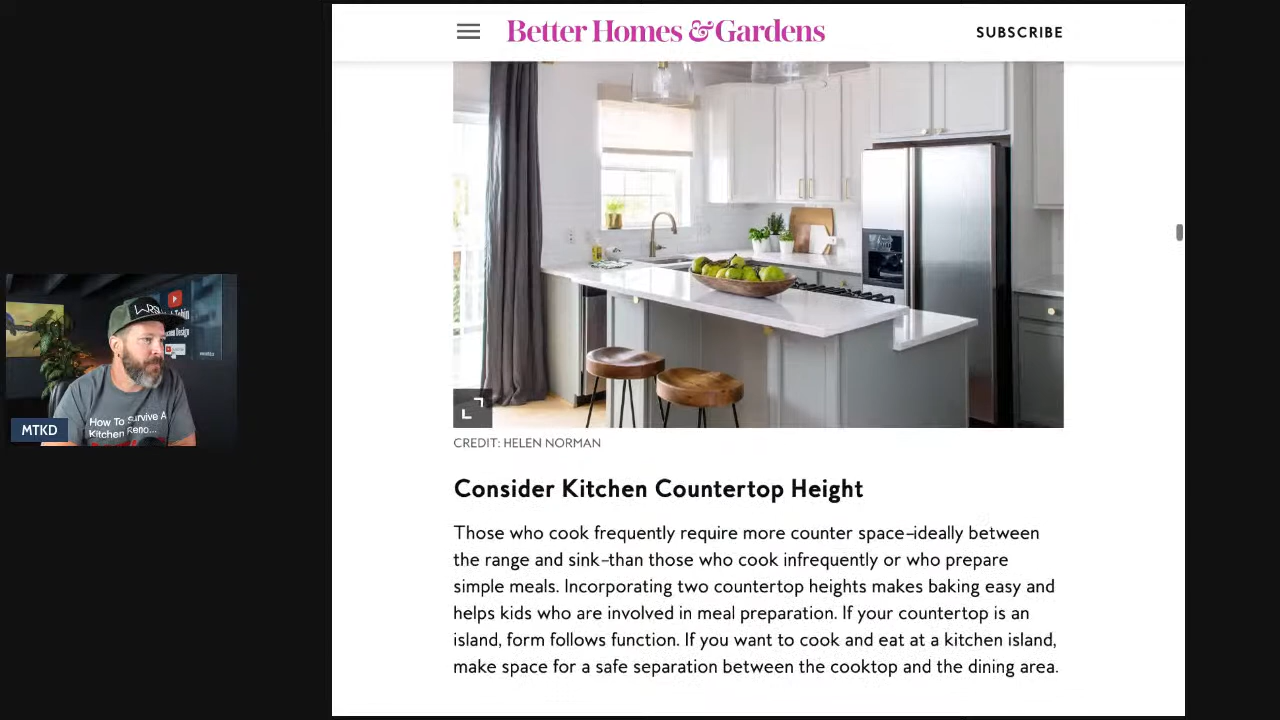 Better Homes & Gardens
SUBSCRIBE
How To Survive A
Kitchen Reno...
MTKD
CREDIT: HELEN NORMAN
Consider Kitchen Countertop Height
Those who cook frequently require more counter space–ideally between
the range and sink–than those who cook infrequently or who prepare
simple meals. Incorporating two countertop heights makes baking easy and
helps kids who are involved in meal preparation. If your countertop is an
island, form follows function. If you want to cook and eat at a kitchen island,
make space for a safe separation between the cooktop and the dining area.